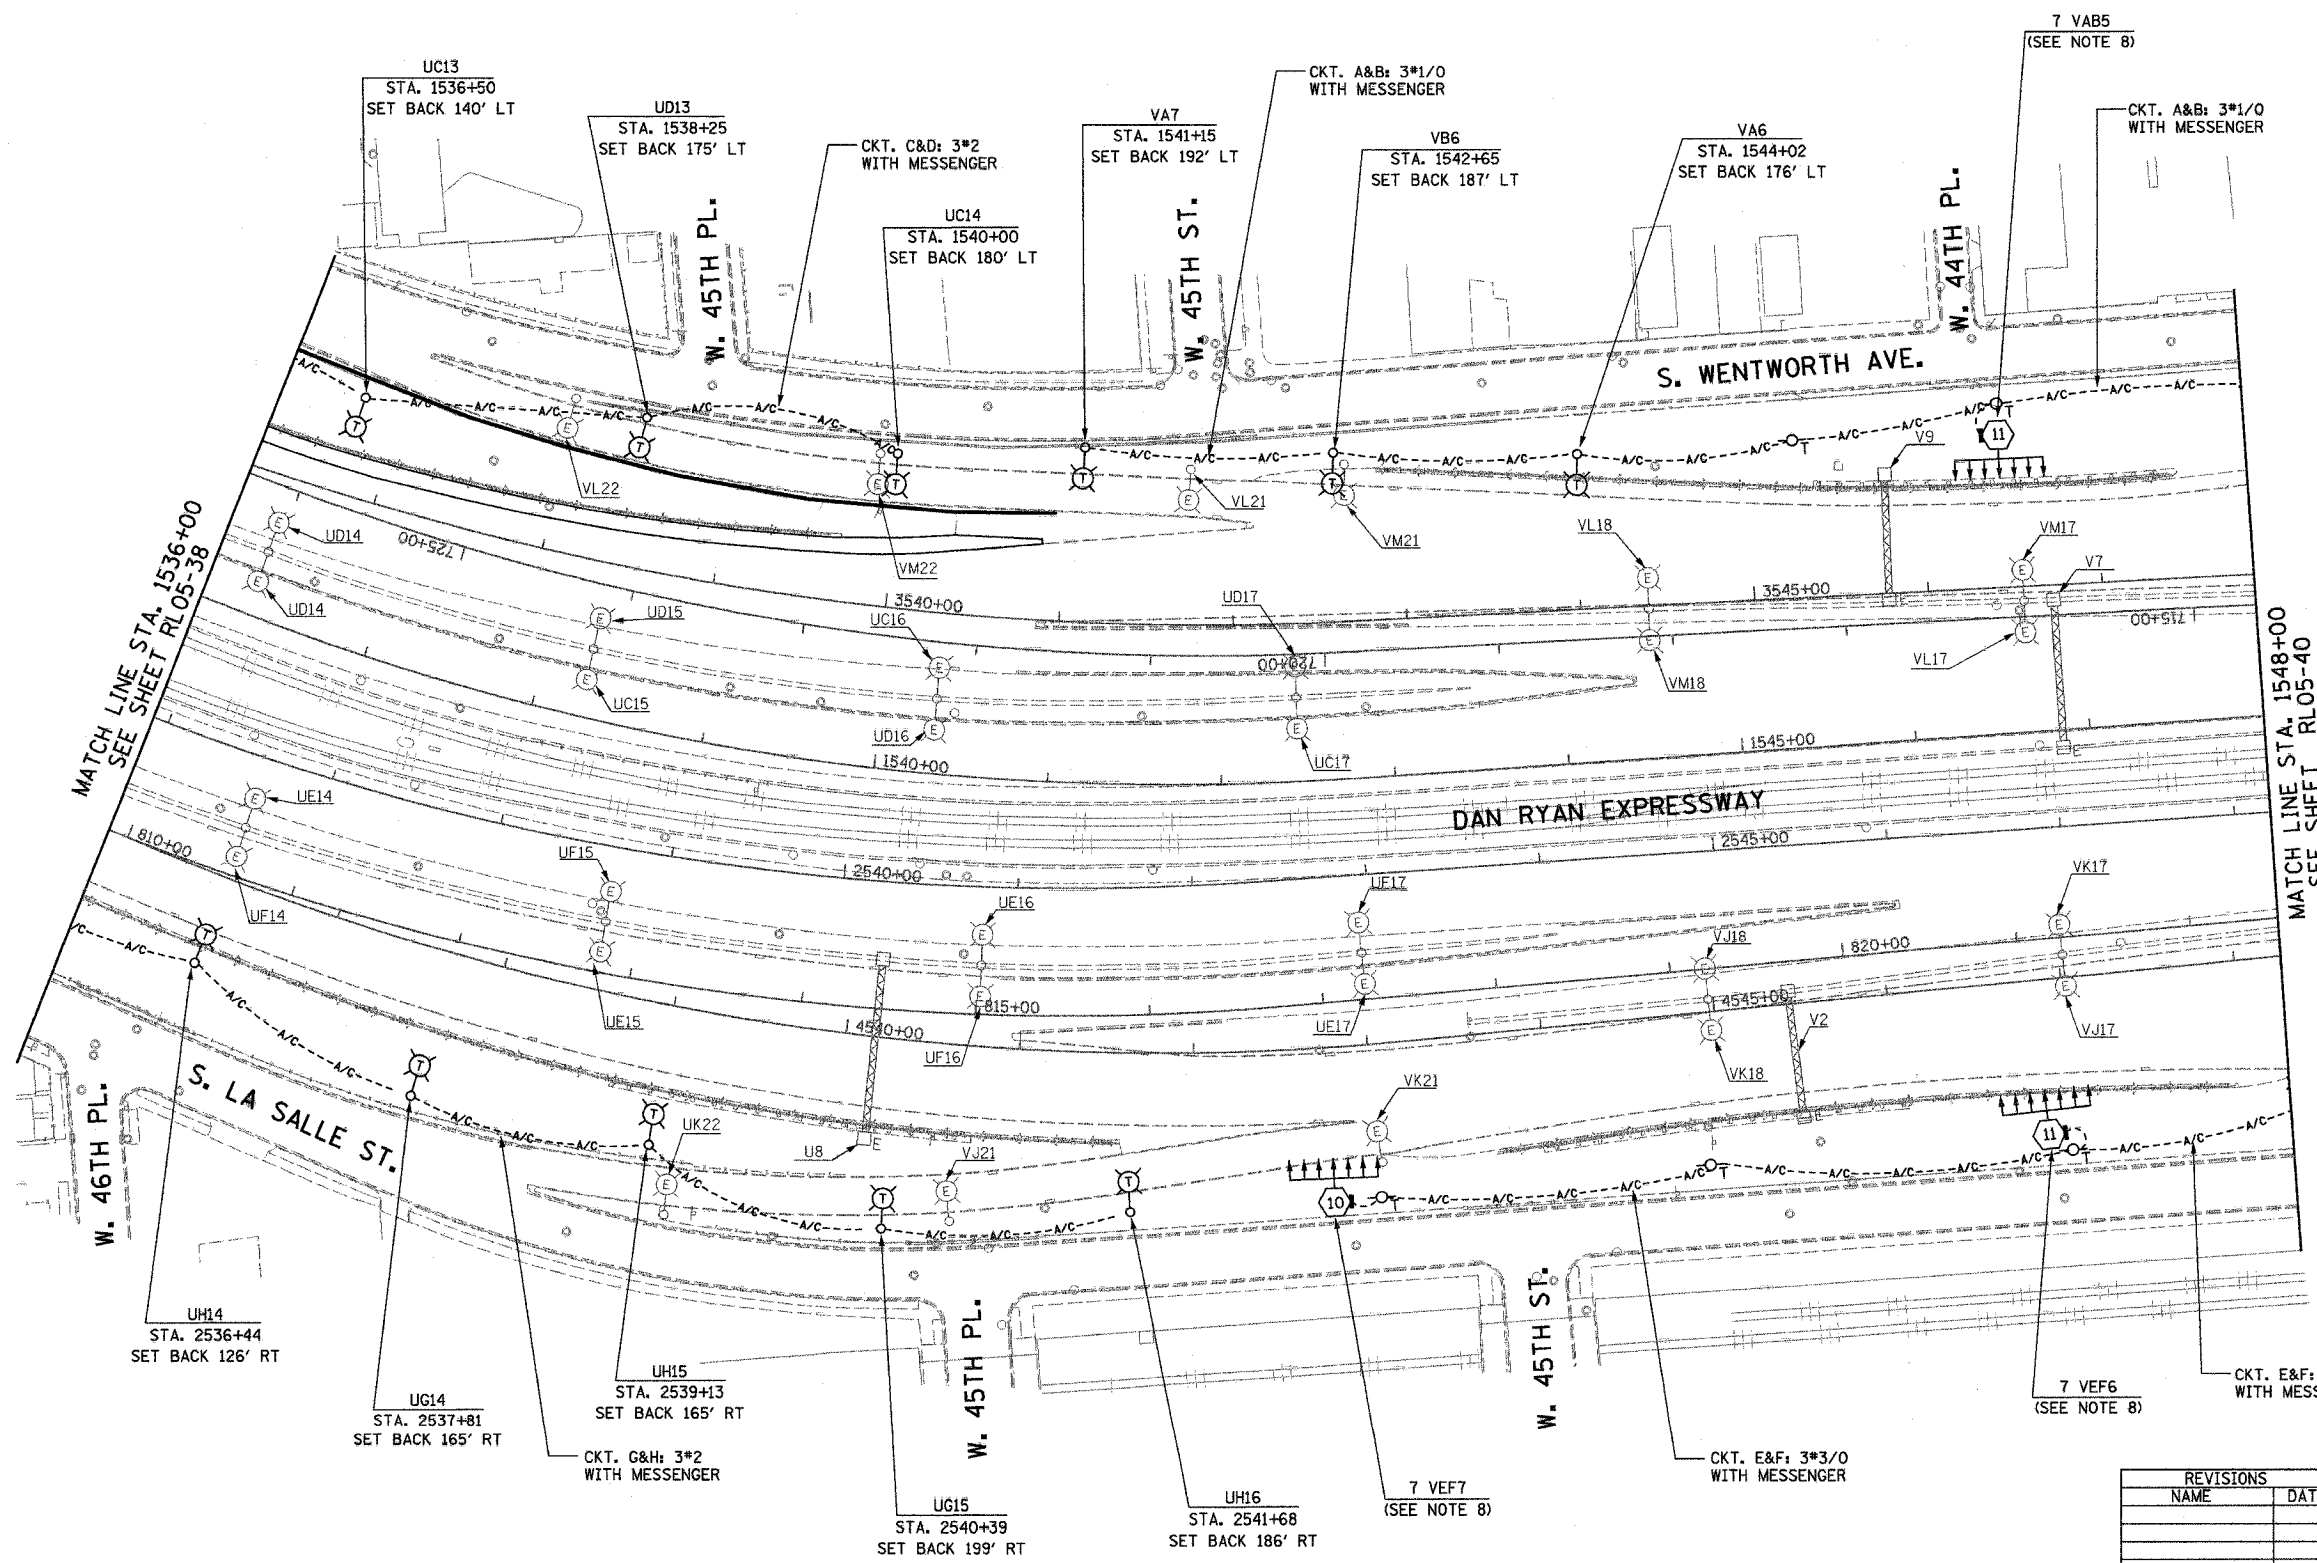 7 VAB5
(SEE NOTE 8)
UC13
STA. 1536+50
SET BACK 140' LT
UD13
STA. 1538+25
SET BACK 175' LT
CKT. C&D: 3#2
WITH MESSENGER
UC14
STA. 1540+00
SET BACK 180' LT
VA7
STA. 1541+15
SET BACK 192' LT
CKT. A&B: 3#1/0
WITH MESSENGER
VB6
STA. 1542+65
SET BACK 187' LT
VA6
STA. 1544+02
SET BACK 176' LT
CKT. A&B: 3#1/0
WITH MESSENGER
W. 45TH PL.
W. 45TH ST.
W. 44TH PL.
S. WENTWORTH AVE.
11
V9
VL22
VM22
VL21
VM21
VL18
VM17
V7
UD14
725+00
UD14
UD15
UC15
3540+00
UC16
UD16
UD17
720+00
UC17
VM18
3545+00
VL17
715+00
MATCH LINE STA. 1536+00
SEE SHEET RL05-38
MATCH LINE STA. 1548+00
SEE SHEET RL05-40
1540+00
1545+00
DAN RYAN EXPRESSWAY
UE14
810+00
UF14
UF15
UE15
2540+00
2545+00
UE16
UF16
UF17
UE17
815+00
4540+00
VJ18
VK18
820+00
4545+00
V2
VK17
VJ17
S. LA SALLE ST.
W. 46TH PL.
UK22
U8
VJ21
VK21
10
11
UH14
STA. 2536+44
SET BACK 126' RT
UG14
STA. 2537+81
SET BACK 165' RT
UH15
STA. 2539+13
SET BACK 165' RT
CKT. G&H: 3#2
WITH MESSENGER
W. 45TH PL.
UG15
STA. 2540+39
SET BACK 199' RT
UH16
STA. 2541+68
SET BACK 186' RT
7 VEF7
(SEE NOTE 8)
W. 45TH ST.
CKT. E&F: 3#3/0
WITH MESSENGER
7 VEF6
(SEE NOTE 8)
CKT. E&F:
WITH MESS
REVISIONS
NAME
DAT